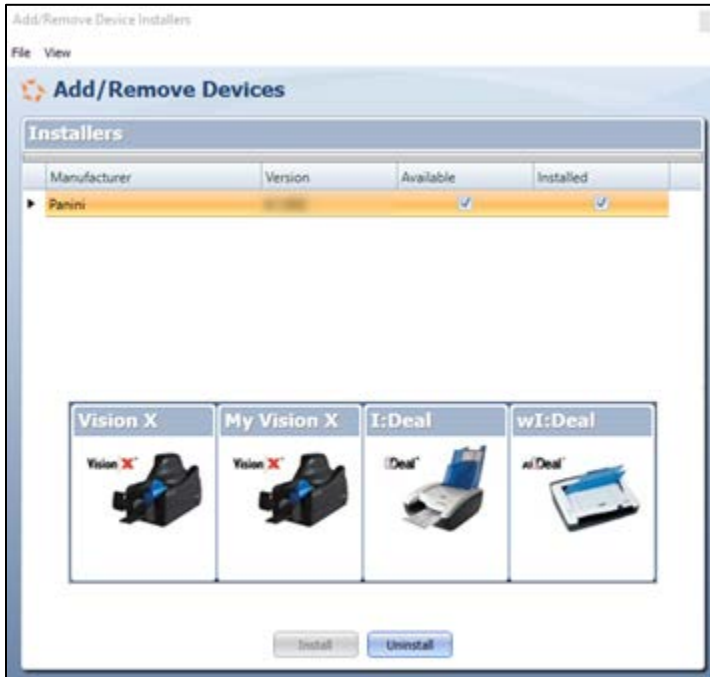 Add/Remove Device Installers
File View
Add/Remove Devices
Installers
Manufacturer Version Available Installed
Panini
Vision X My Vision X I:Deal wI:Deal
Vision X Vision X I:Deal wI:Deal
Install Uninstall